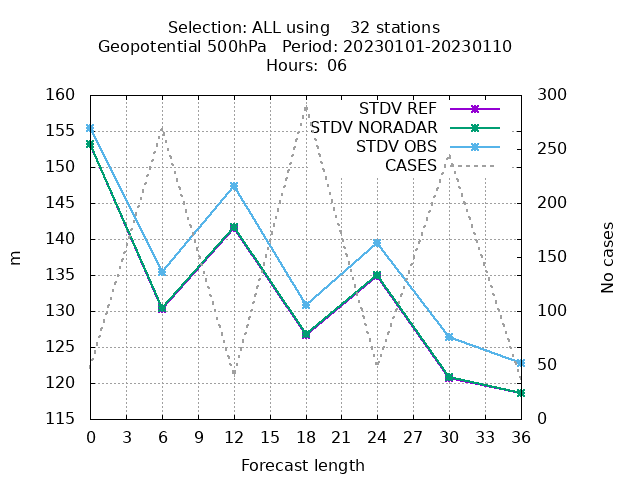 Selection: ALL using    32 stations
Geopotential 500hPa   Period: 20230101-20230110
Hours: 06
160
155
150
145
140
135
130
125
120
115
300
250
200
150
100
50
0
STDV REF
STDV NORADAR
STDV OBS
CASES
m
No cases
0 3 6 9 12 15 18 21 24 27 30 33 36
Forecast length